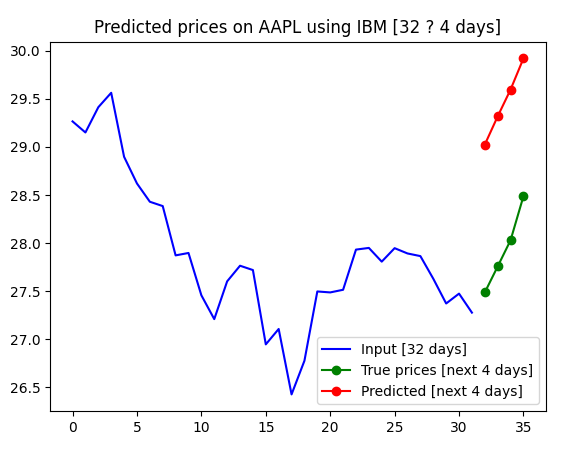 Predicted prices on AAPL using IBM [32 ? 4 days]
30.0
29.5
29.0
28.5
28.0
27.5
27.0
26.5
Input [32 days]
True prices [next 4 days]
Predicted [next 4 days]
0 5 10 15 20 25 30 35